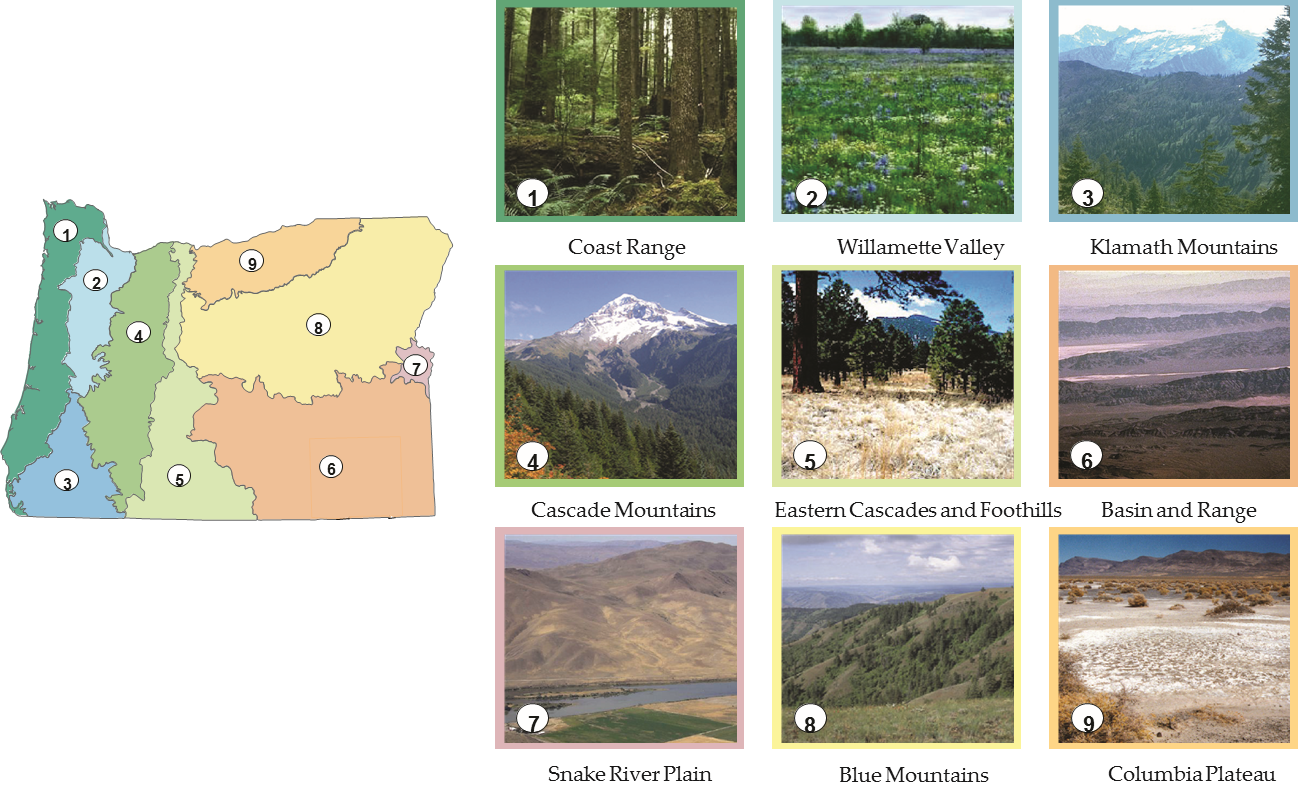 1
2
3
4
5
6
7
8
9
1
2
3
Coast Range
Willamette Valley
Klamath Mountains
4
5
6
Cascade Mountains
Eastern Cascades and Foothills
Basin and Range
7
8
9
Snake River Plain
Blue Mountains
Columbia Plateau